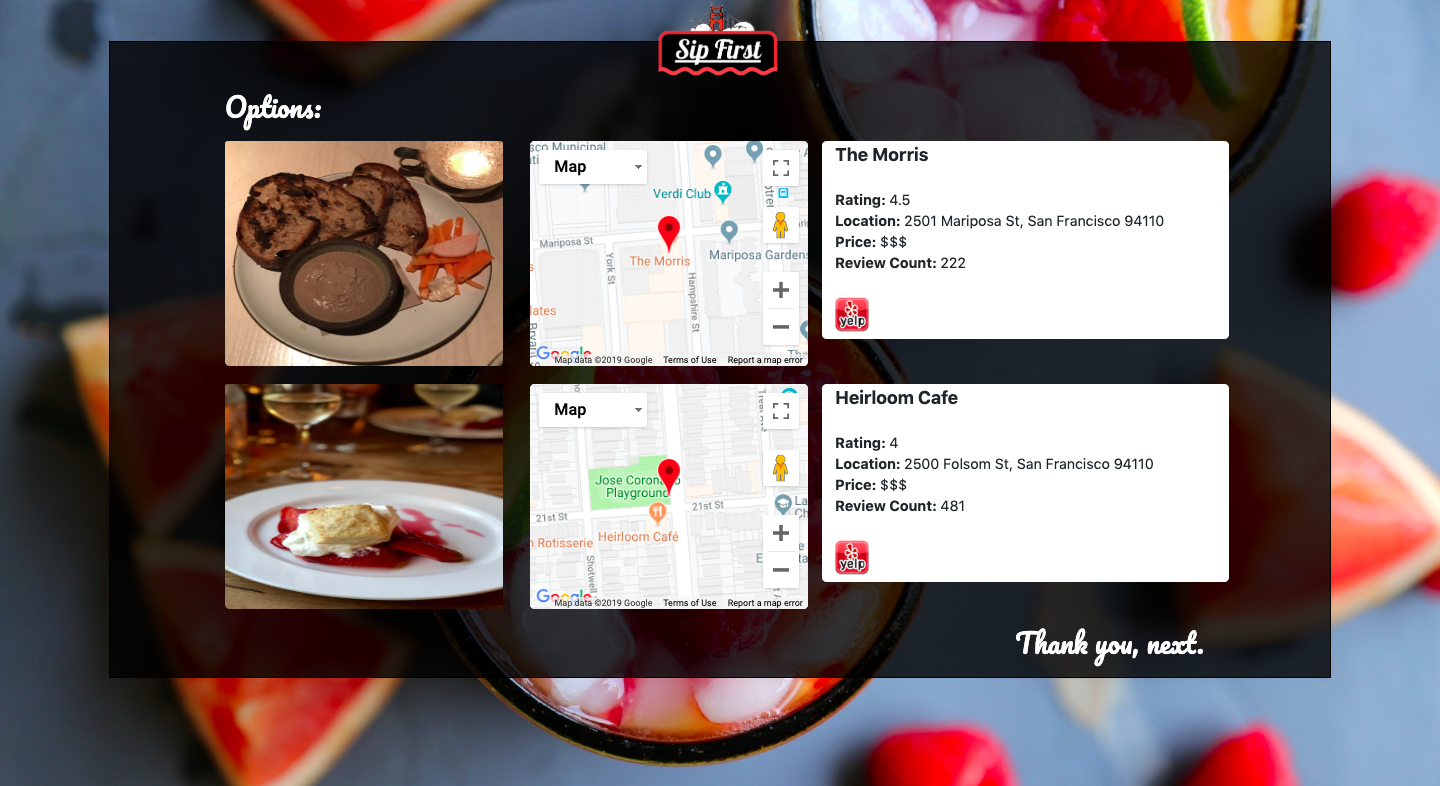 Sip First
Options:
Map
Verdi Club
Mariposa St
The Morris
Mariposa Gardens
York St
Hampshire St
Google
Map data ©2019 Google Terms of Use Report a map error
The Morris
Rating: 4.5
Location: 2501 Mariposa St, San Francisco 94110
Price: $$$
Review Count: 222
yelp
Map
Jose Coronado
Playground
21st St
21st St
Rotisserie
Heirloom Café
Shotwell
Google
Map data ©2019 Google Terms of Use Report a map error
Heirloom Cafe
Rating: 4
Location: 2500 Folsom St, San Francisco 94110
Price: $$$
Review Count: 481
yelp
Thank you, next.